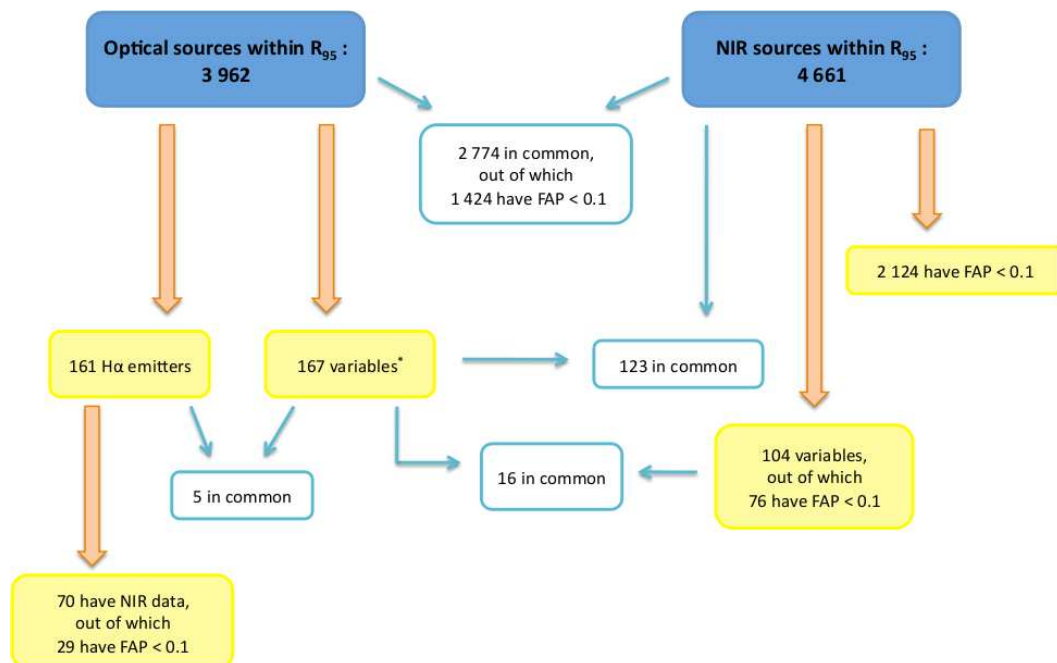 Optical sources within R95 :
3 962
NIR sources within R95 :
4 661
2 774 in common,
out of which
1 424 have FAP < 0.1
2 124 have FAP < 0.1
161 Hα emitters
167 variables*
123 in common
5 in common
16 in common
104 variables,
out of which
76 have FAP < 0.1
70 have NIR data,
out of which
29 have FAP < 0.1